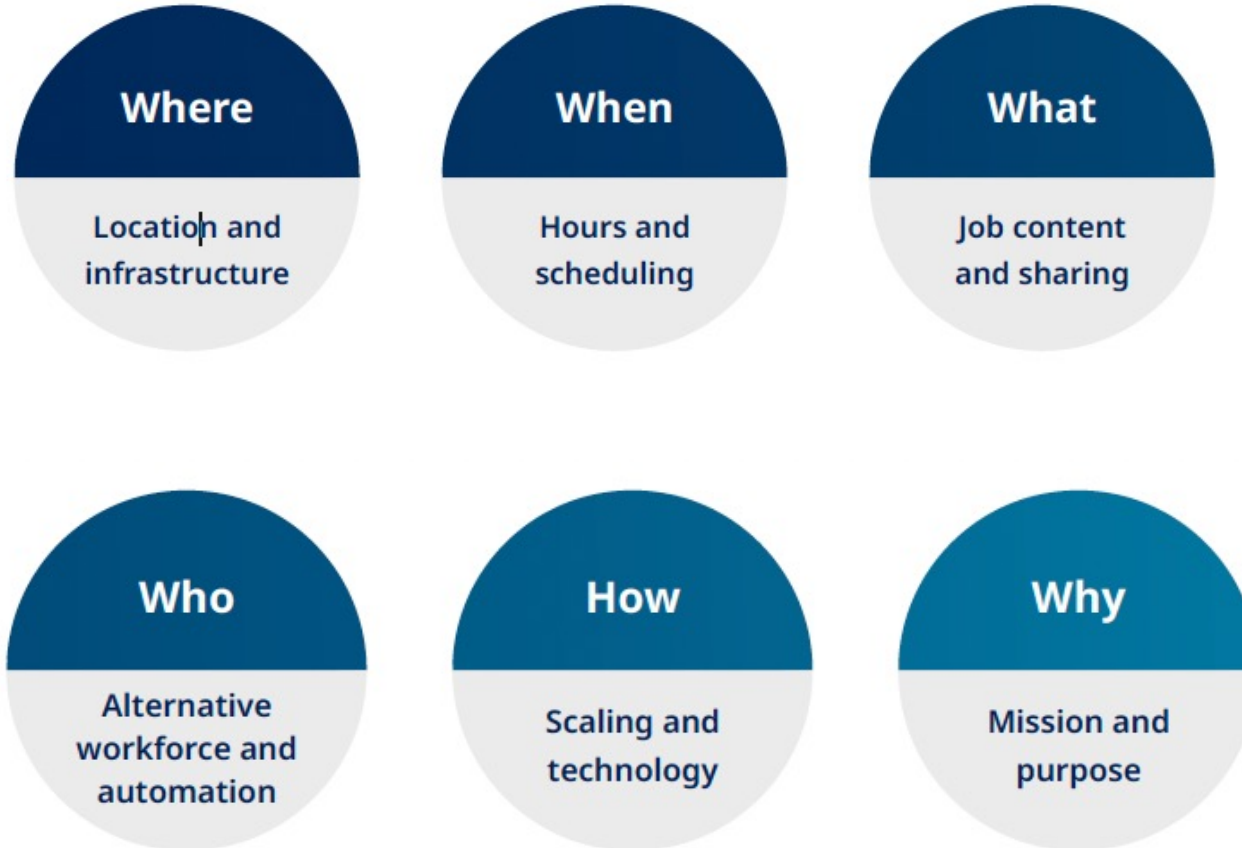 Where
Location and
infrastructure
When
Hours and
scheduling
What
Job content
and sharing
Who
Alternative
workforce and
automation
How
Scaling and
technology
Why
Mission and
purpose